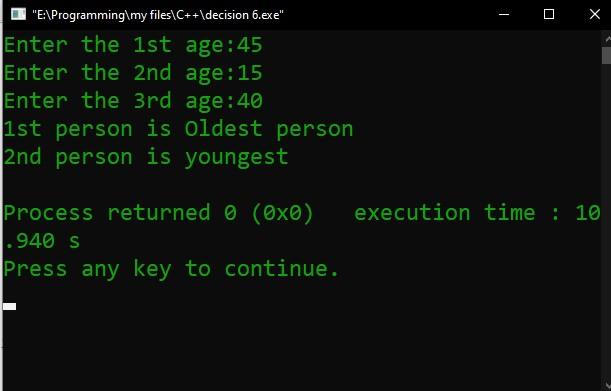 "E:\Programming\my files\C++\decision 6.exe"
Enter the 1st age:45
Enter the 2nd age:15
Enter the 3rd age:40
1st person is Oldest person
2nd person is youngest
Process returned 0 (0x0)   execution time : 10
.940 s
Press any key to continue.